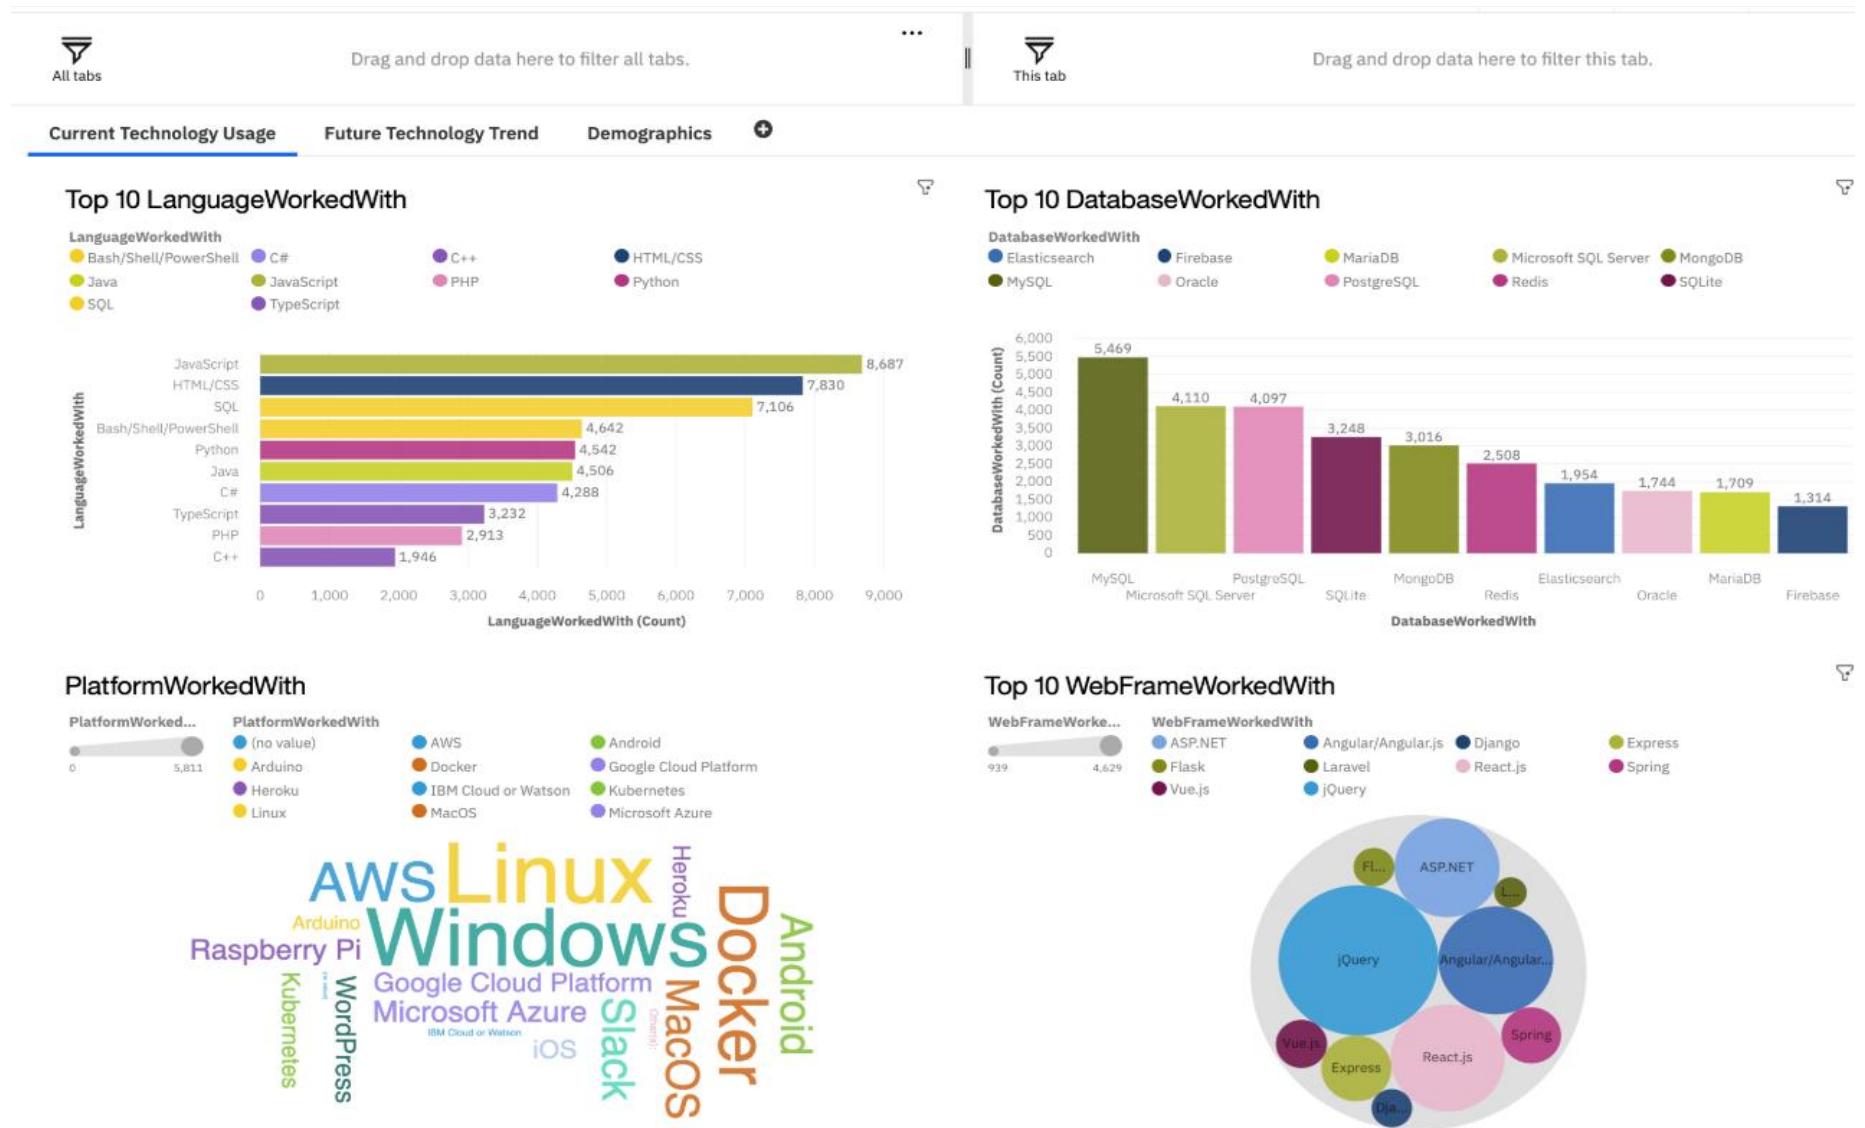 All tabs
Drag and drop data here to filter all tabs.
...
This tab
Drag and drop data here to filter this tab.
Current Technology Usage
Future Technology Trend
Demographics
Top 10 LanguageWorkedWith
LanguageWorkedWith
Bash/Shell/PowerShell
C#
C++
HTML/CSS
Java
JavaScript
PHP
Python
SQL
TypeScript
LanguageWorkedWith
JavaScript 8,687
HTML/CSS 7,830
SQL 7,106
Bash/Shell/PowerShell 4,642
Python 4,542
Java 4,506
C# 4,288
TypeScript 3,232
PHP 2,913
C++ 1,946
0 1,000 2,000 3,000 4,000 5,000 6,000 7,000 8,000 9,000
LanguageWorkedWith (Count)
Top 10 DatabaseWorkedWith
DatabaseWorkedWith
Elasticsearch
Firebase
MariaDB
Microsoft SQL Server
MongoDB
MySQL
Oracle
PostgreSQL
Redis
SQLite
DatabaseWorkedWith (Count)
6,000
5,500
5,000
4,500
4,000
3,500
3,000
2,500
2,000
1,500
1,000
500
0
5,469
4,110
4,097
3,248
3,016
2,508
1,954
1,744
1,709
1,314
MySQL
Microsoft SQL Server
PostgreSQL
SQLite
MongoDB
Redis
Elasticsearch
Oracle
MariaDB
Firebase
DatabaseWorkedWith
PlatformWorkedWith
PlatformWorked...
0 5,811
PlatformWorkedWith
(no value)
AWS
Android
Arduino
Docker
Google Cloud Platform
Heroku
IBM Cloud or Watson
Kubernetes
Linux
MacOS
Microsoft Azure
AWS
Linux
Heroku
Docker
Android
Arduino
Windows
Raspberry Pi
Kubernetes
WordPress
Google Cloud Platform
Microsoft Azure
IBM Cloud or Watson
iOS
Slack
Other(s):
MacOS
Top 10 WebFrameWorkedWith
WebFrameWorke...
939 4,629
WebFrameWorkedWith
ASP.NET
Angular/Angular.js
Django
Express
Flask
Laravel
React.js
Spring
Vue.js
jQuery
Fl...
ASP.NET
L...
jQuery
Angular/Angular...
Vue.js
Express
React.js
Spring
Dja...